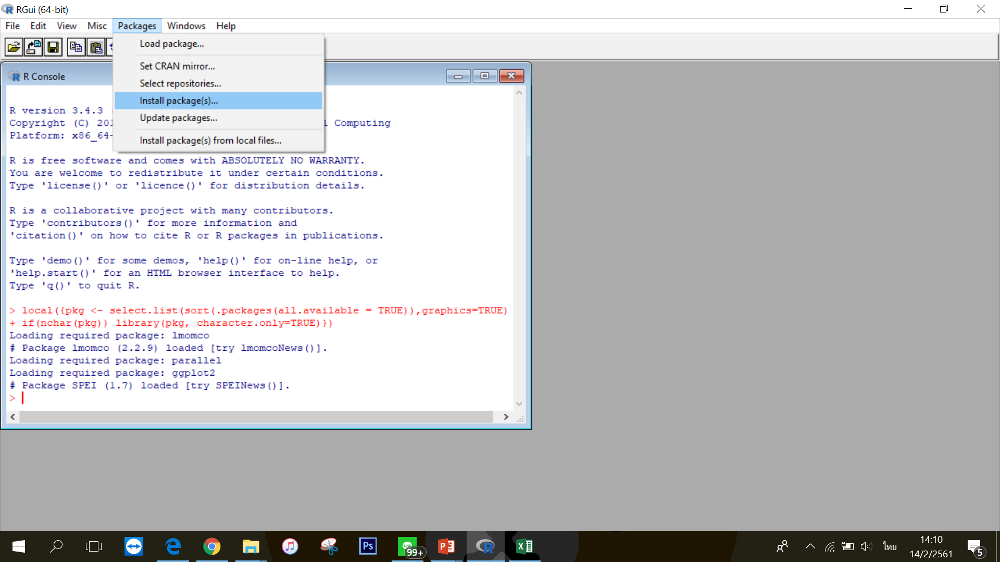 RGui (64-bit)
File Edit View Misc Packages Windows Help
Load package...
Set CRAN mirror...
Select repositories...
Install package(s)...
Update packages...
Install package(s) from local files...
R Console
R version 3.4.3
Copyright (C) 201 l Computing
Platform: x86_64-
R is free software and comes with ABSOLUTELY NO WARRANTY.
You are welcome to redistribute it under certain conditions.
Type 'license()' or 'licence()' for distribution details.
R is a collaborative project with many contributors.
Type 'contributors()' for more information and
'citation()' on how to cite R or R packages in publications.
Type 'demo()' for some demos, 'help()' for on-line help, or
'help.start()' for an HTML browser interface to help.
Type 'q()' to quit R.
> local({pkg <- select.list(sort(.packages(all.available = TRUE)),graphics=TRUE)
+ if(nchar(pkg)) library(pkg, character.only=TRUE)})
Loading required package: lmomco
# Package lmomco (2.2.9) loaded [try lmomcoNews()].
Loading required package: parallel
Loading required package: ggplot2
# Package SPEI (1.7) loaded [try SPEINews()].
>
Ps
99+
ไทย
14:10
14/2/2561
5